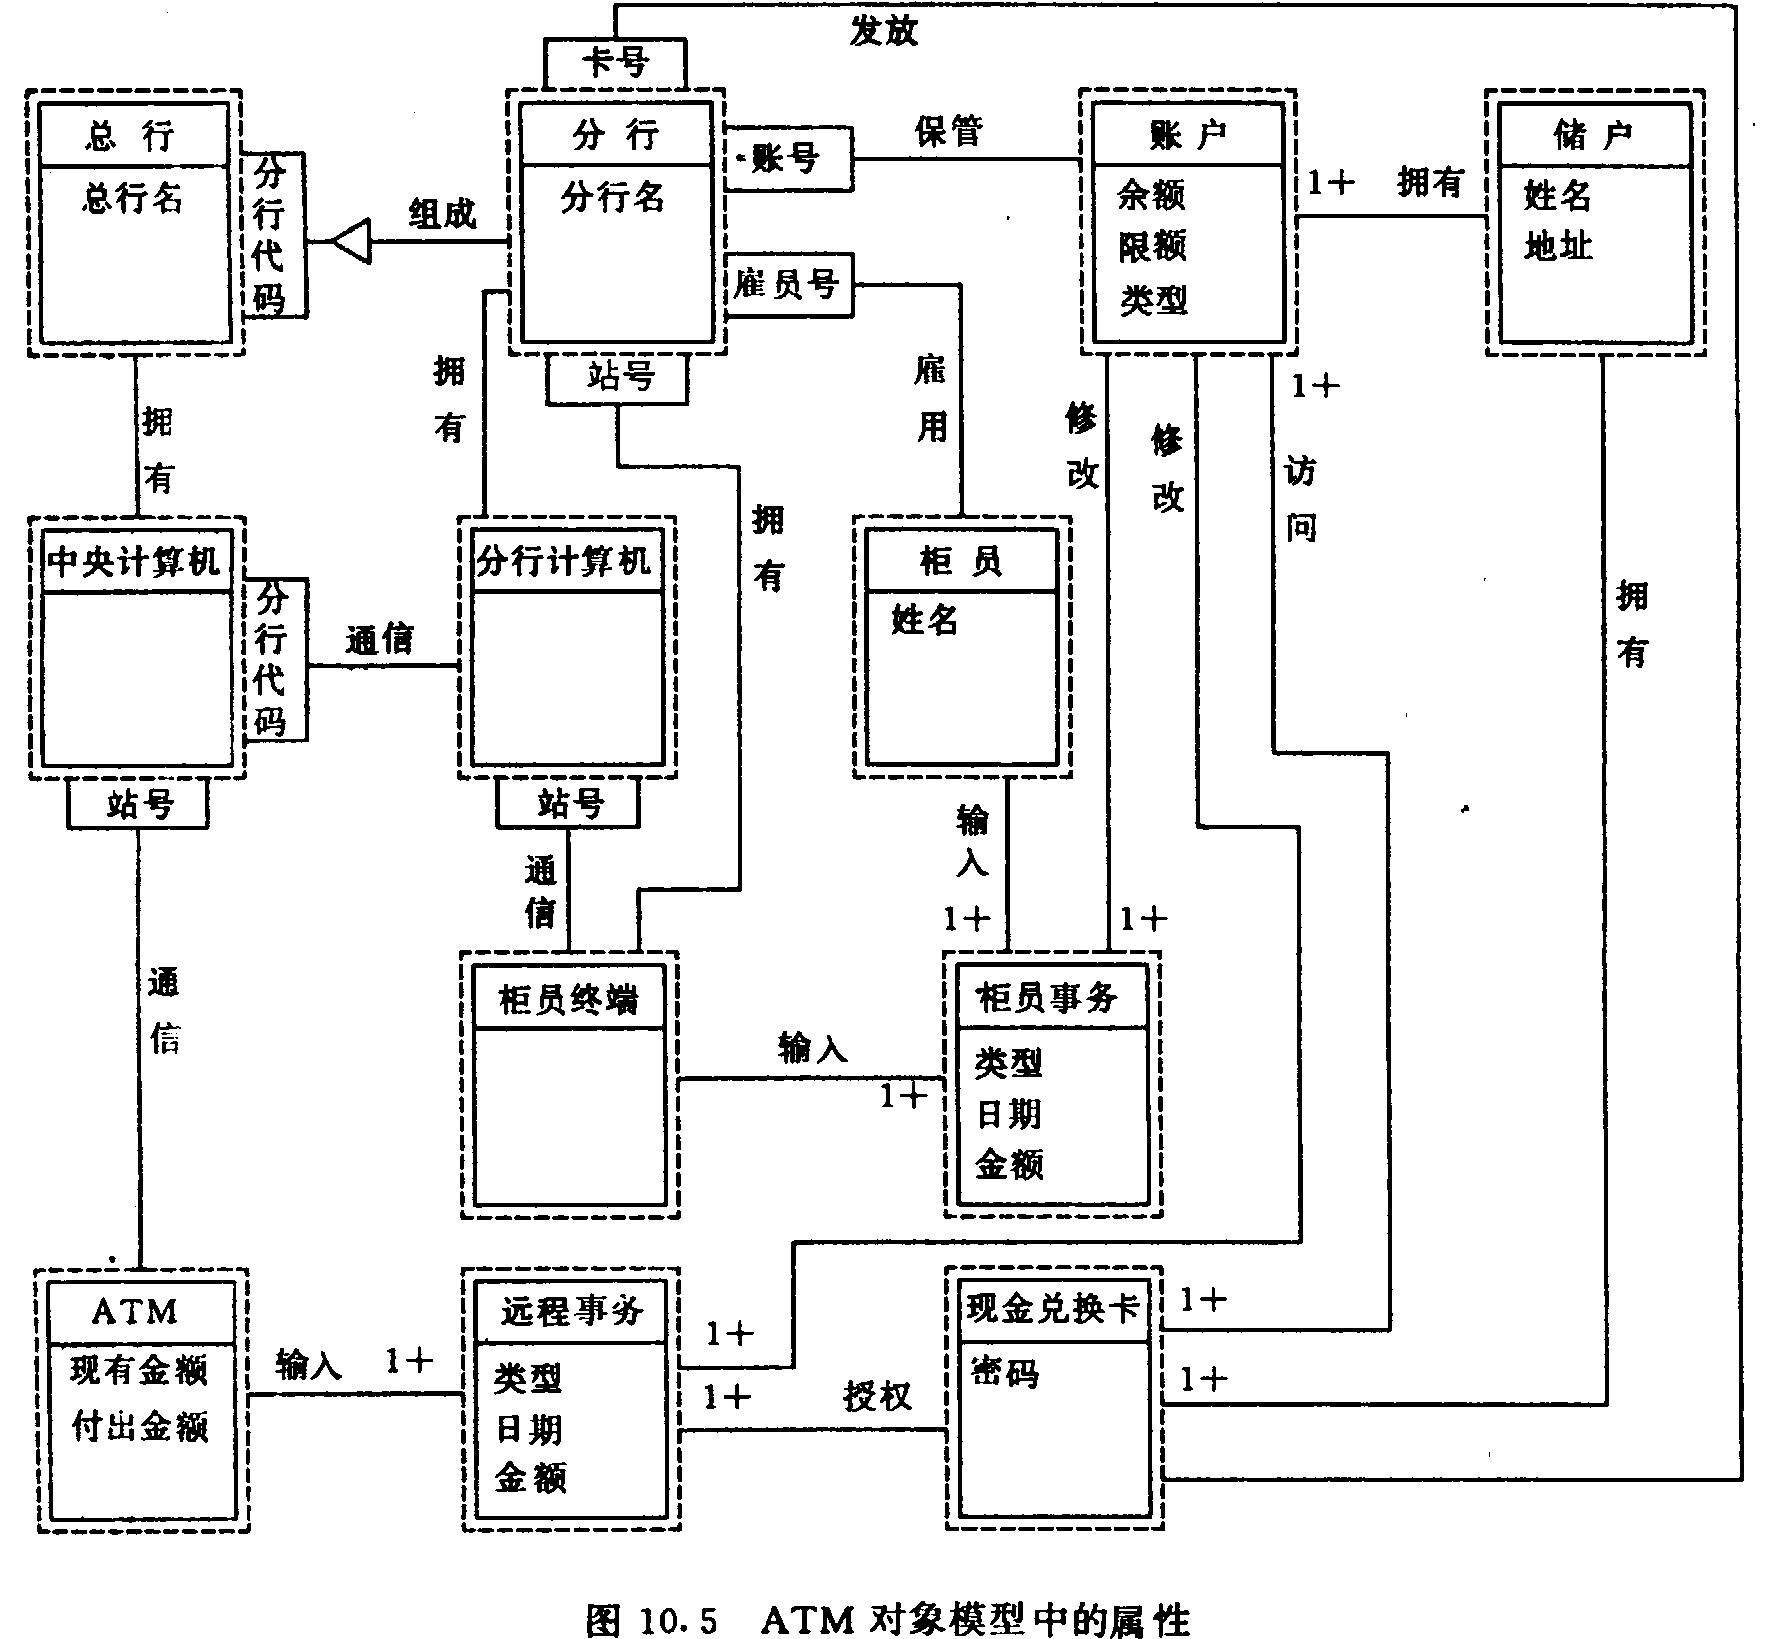 发放
卡号
总行
总行名
分行代码
组成
分行
分行名
账号
保管
雇员号
站号
账户
余额
限额
类型
1+ 拥有
储户
姓名
地址
拥有
拥有
雇用
修改
修改
1+
访问
拥有
拥有
中央计算机
分行代码
站号
通信
分行计算机
站号
柜员
姓名
输入
1+
1+
通信
通信
柜员终端
输入
1+
柜员事务
类型
日期
金额
ATM
现有金额
付出金额
输入 1+
远程事务
类型
日期
金额
1+
1+ 授权
现金兑换卡
密码
1+
1+
图 10.5 ATM 对象模型中的属性